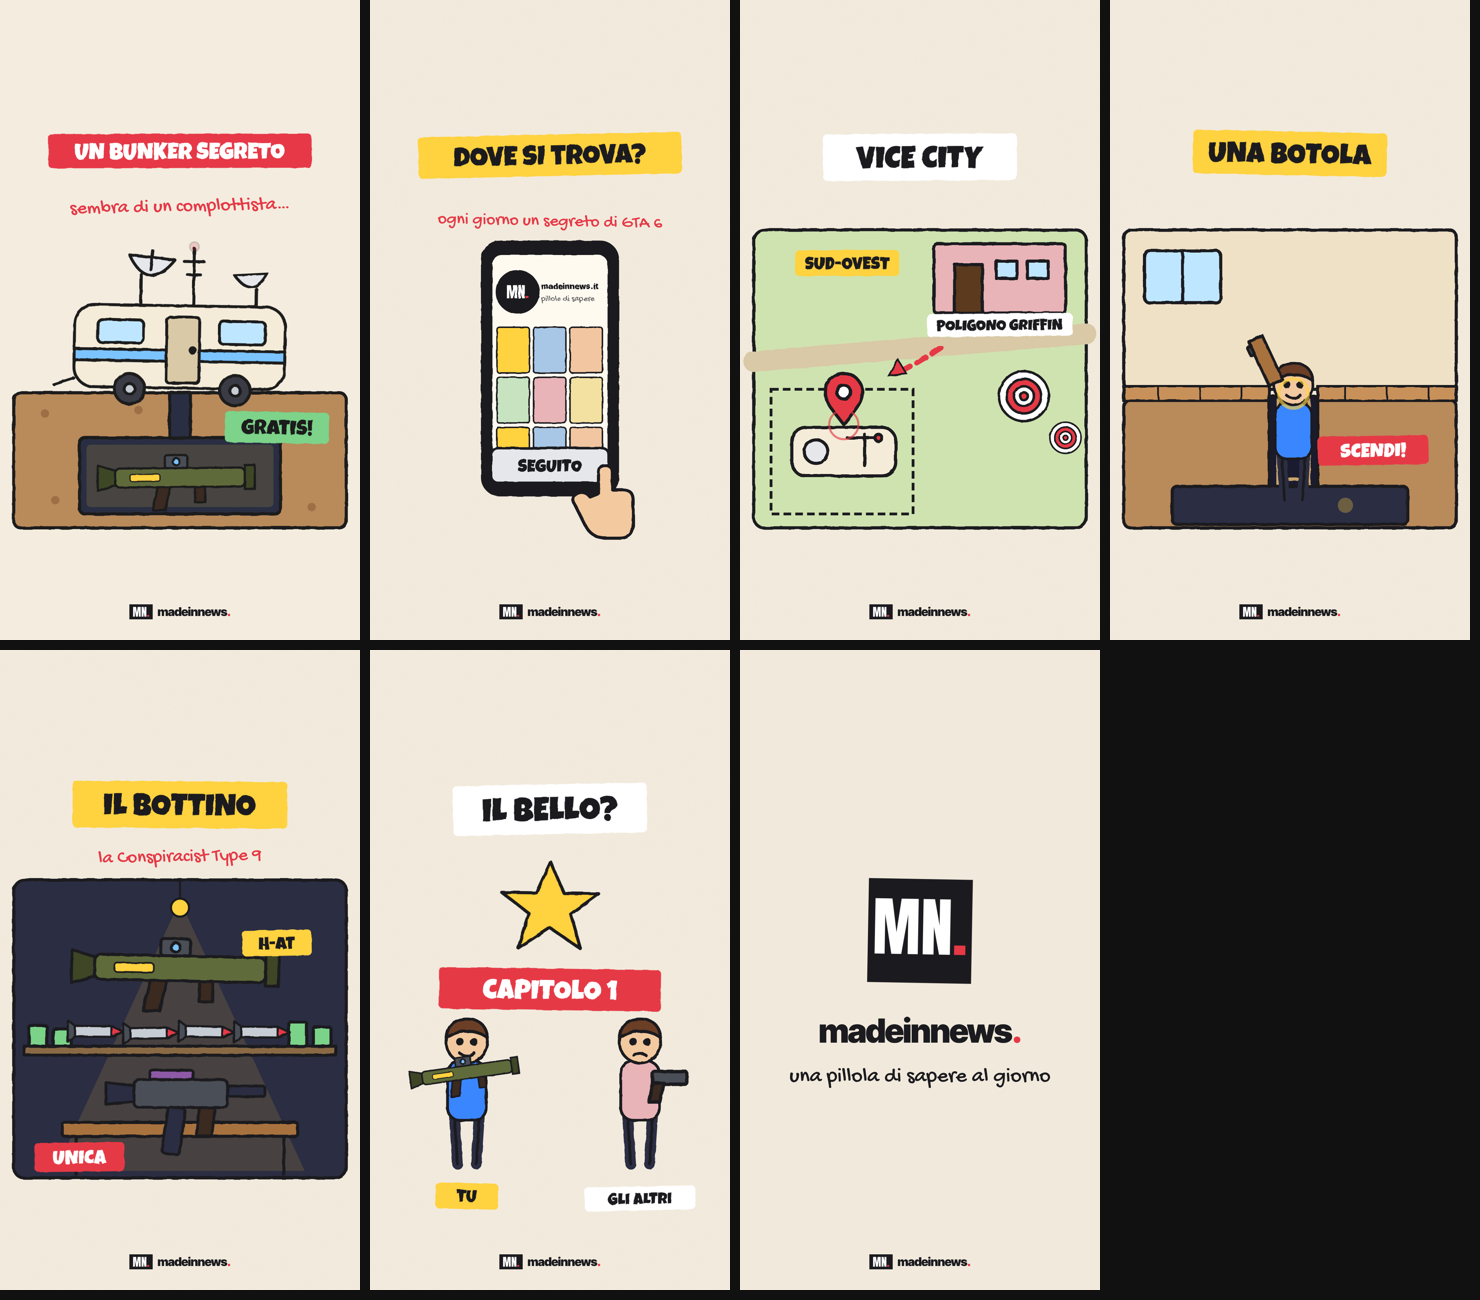 UN BUNKER SEGRETO
sembra di un complottista...
GRATIS!
MN. madeinnews.
DOVE SI TROVA?
ogni giorno un segreto di GTA 6
MN.
madeinnews.it
pillole di sapere
SEGUITO
MN. madeinnews.
VICE CITY
SUD-OVEST
POLIGONO GRIFFIN
MN. madeinnews.
UNA BOTOLA
SCENDI!
MN. madeinnews.
IL BOTTINO
la Conspiracist Type 9
H-AT
UNICA
MN. madeinnews.
IL BELLO?
CAPITOLO 1
TU
GLI ALTRI
MN. madeinnews.
MN.
madeinnews.
una pillola di sapere al giorno
MN. madeinnews.